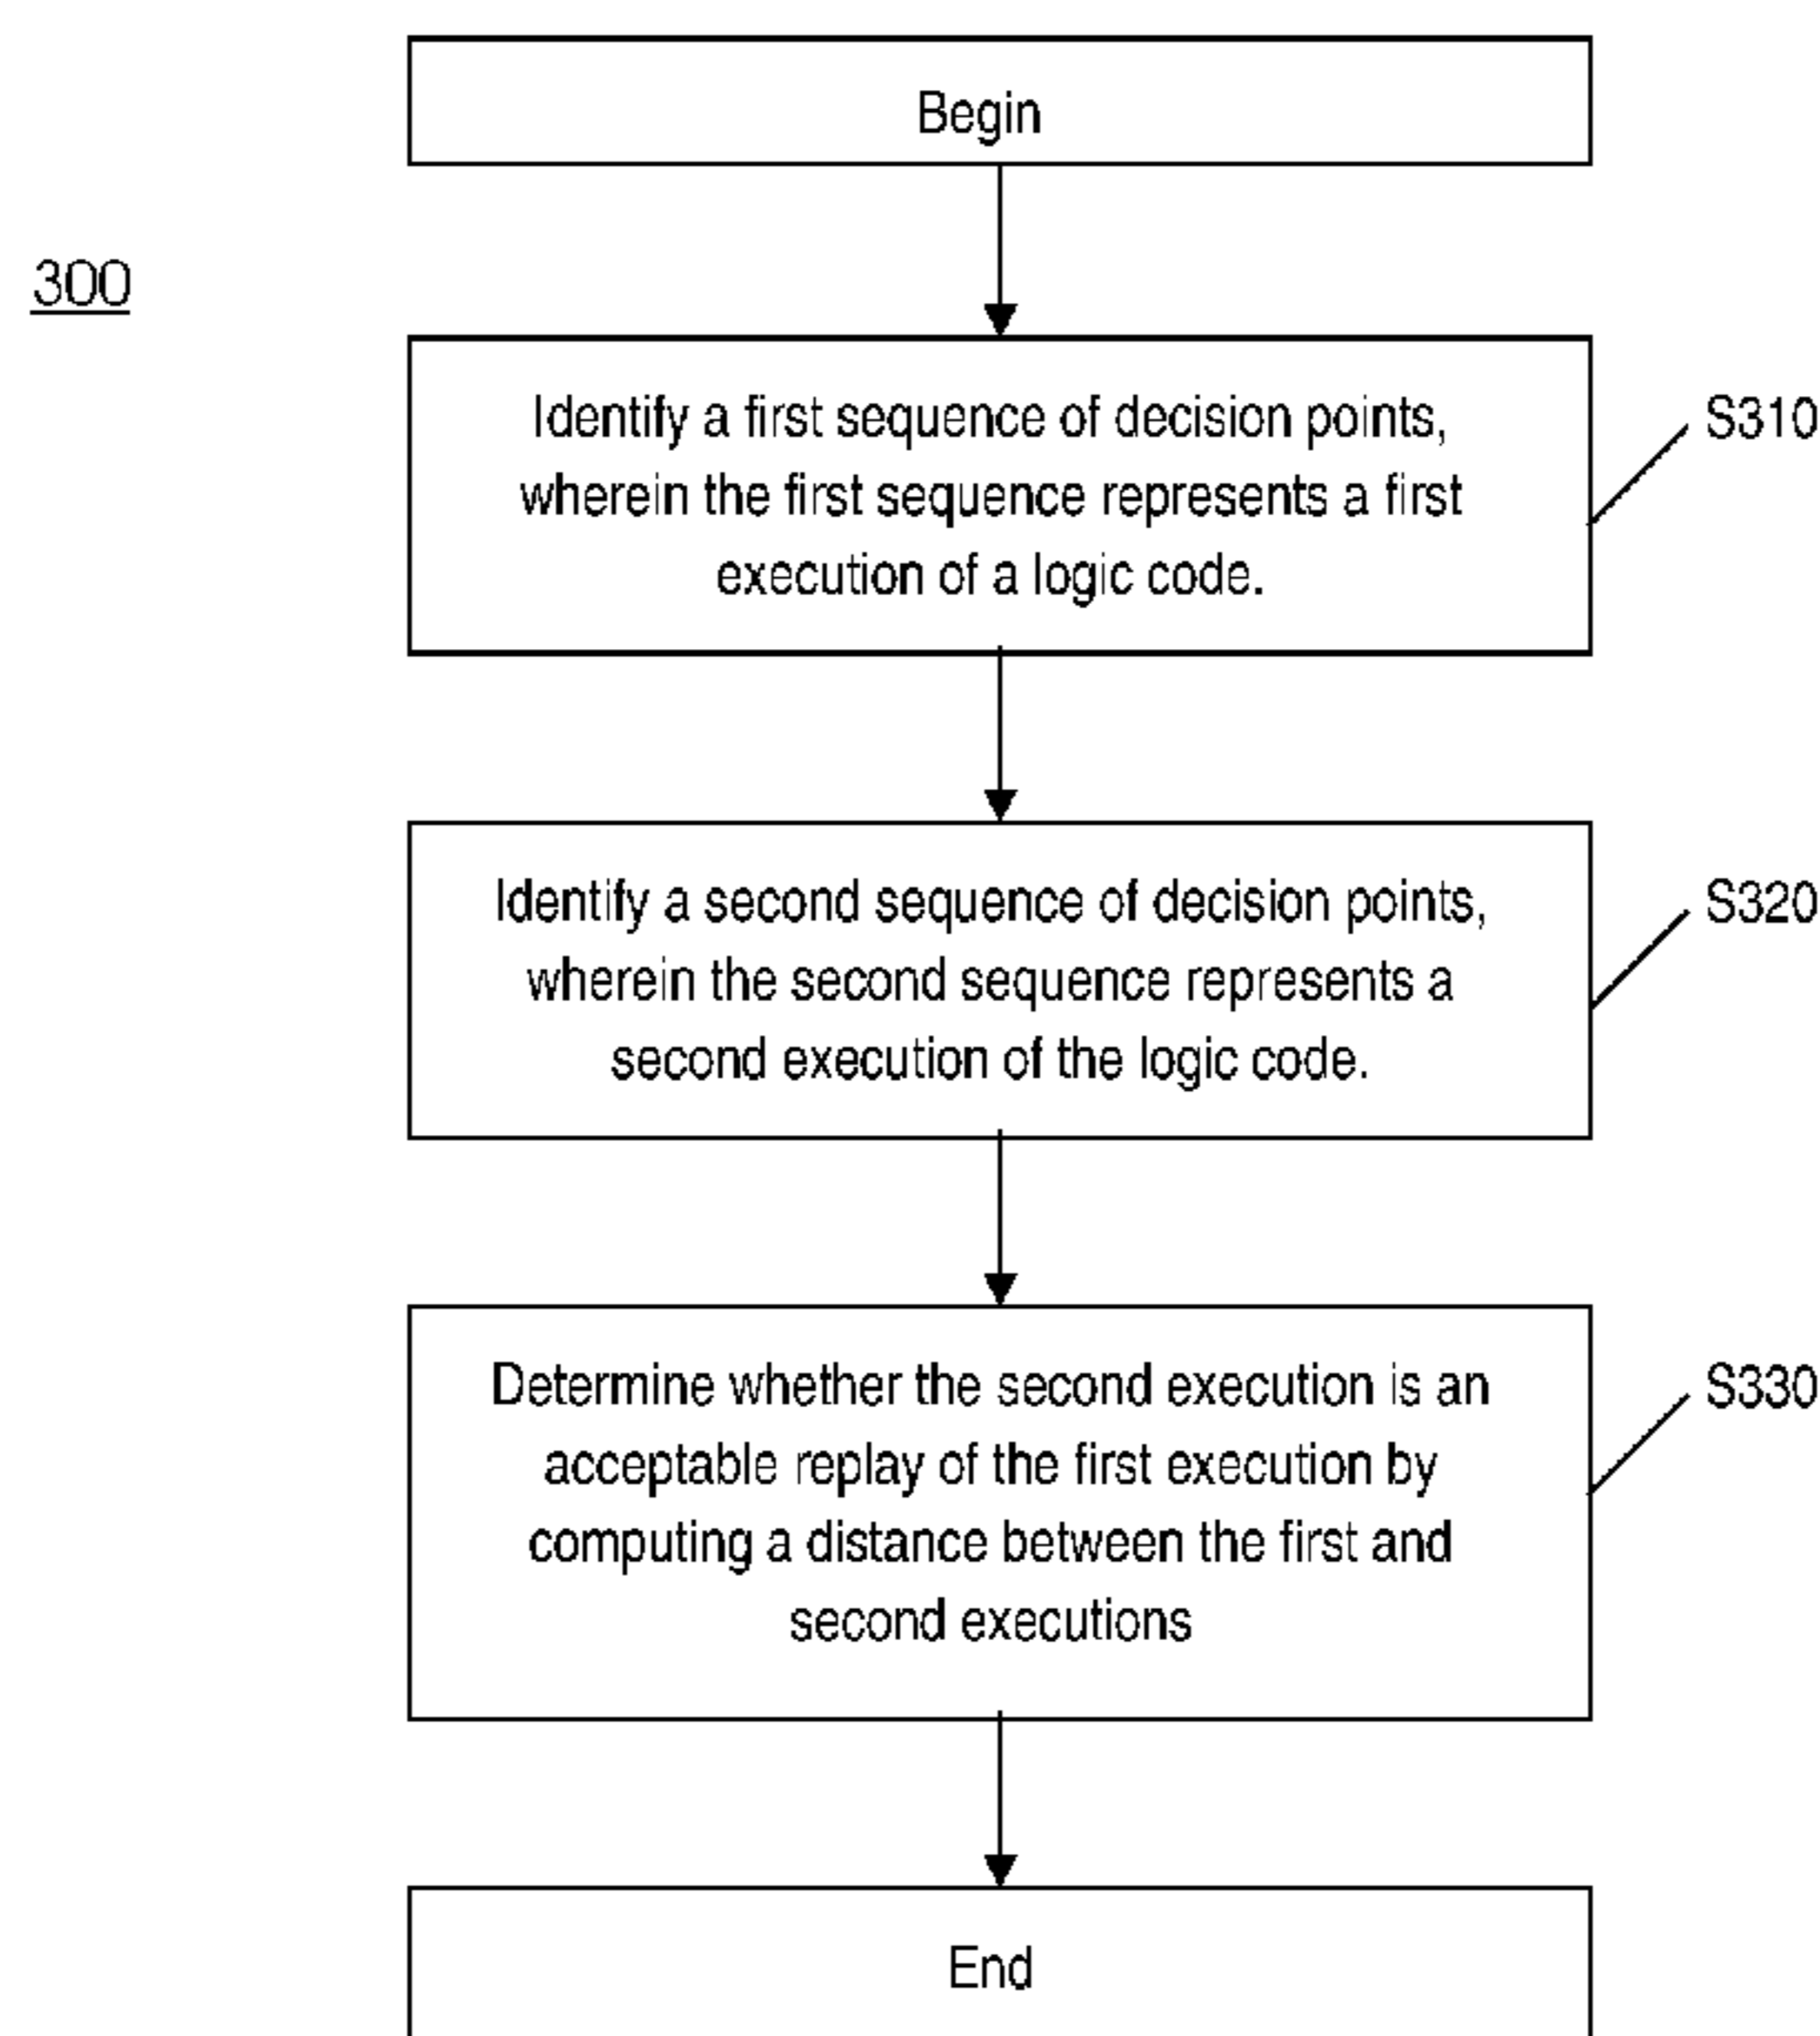 Begin
300
Identify a first sequence of decision points,
wherein the first sequence represents a first
execution of a logic code.
S310
Identify a second sequence of decision points,
wherein the second sequence represents a
second execution of the logic code.
S320
Determine whether the second execution is an
acceptable replay of the first execution by
computing a distance between the first and
second executions
S330
End